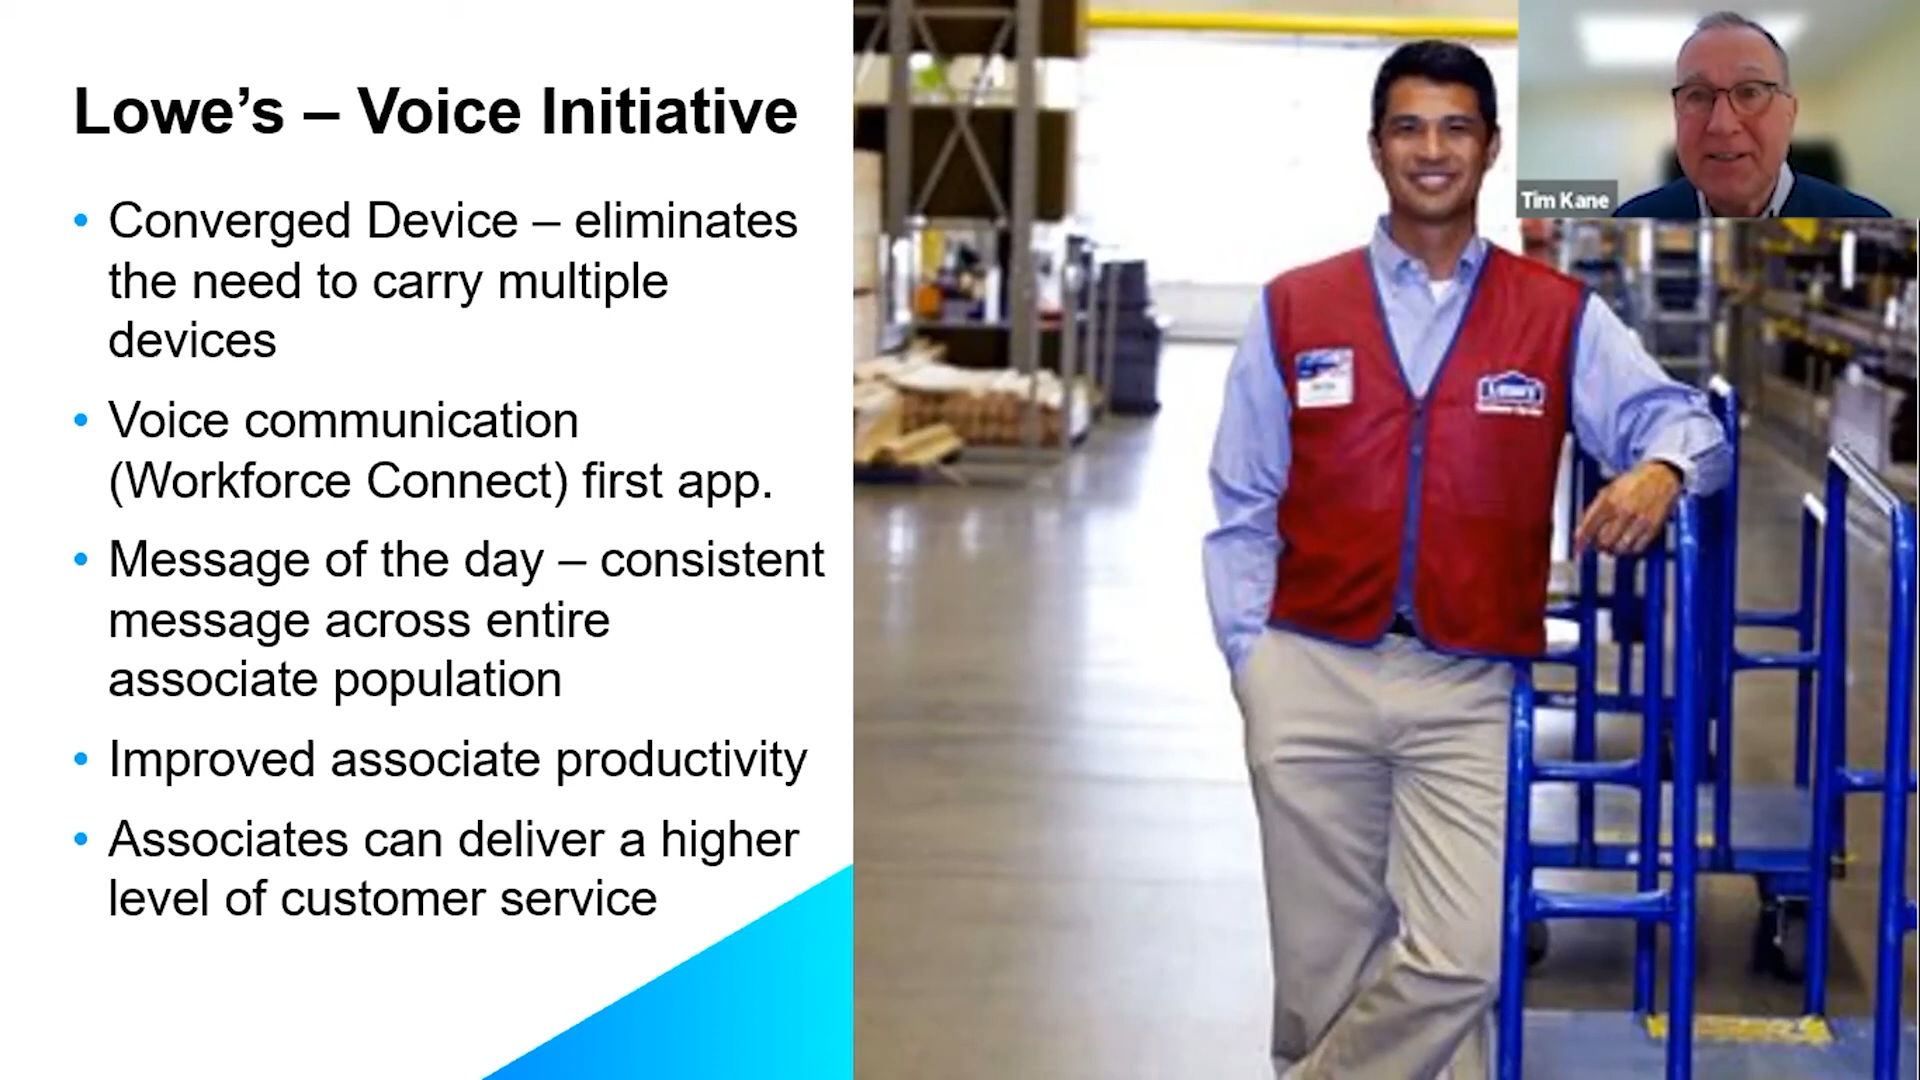 Lowe’s – Voice Initiative
• Converged Device – eliminates
the need to carry multiple
devices
• Voice communication
(Workforce Connect) first app.
• Message of the day – consistent
message across entire
associate population
• Improved associate productivity
• Associates can deliver a higher
level of customer service
Tim Kane
Lowe's